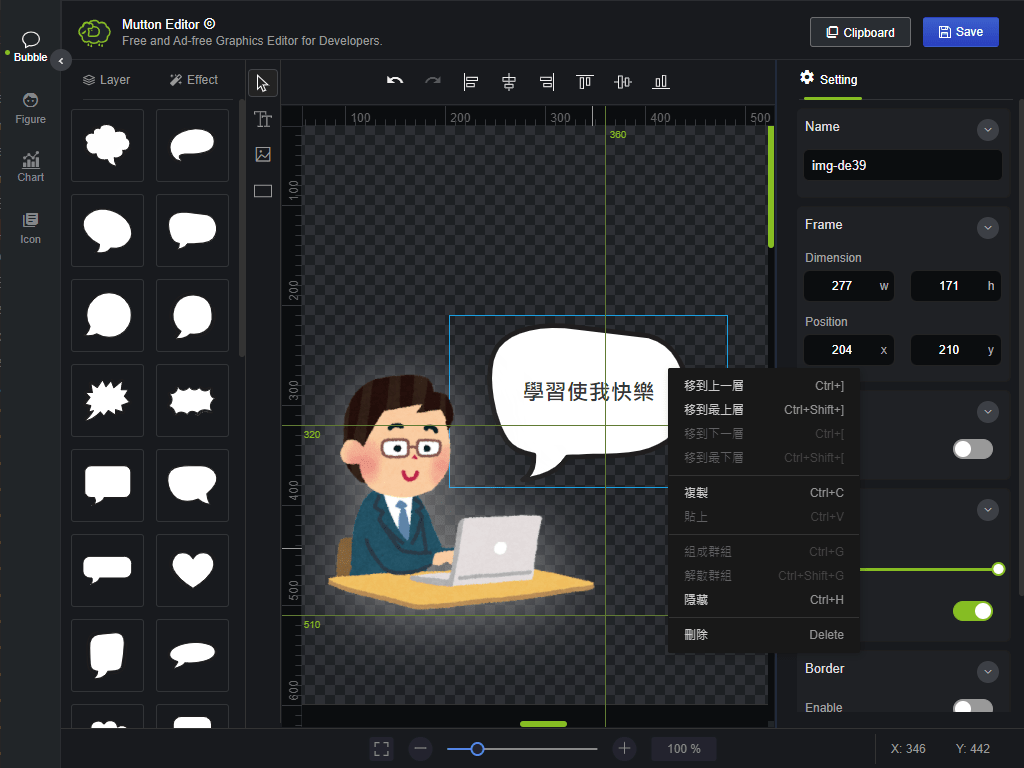 Mutton Editor ©
Free and Ad-free Graphics Editor for Developers.
Clipboard
Save
Bubble
Figure
Chart
Icon
Layer
Effect
100
200
300
400
500
360
100
200
300
400
500
600
320
510
學習使我快樂
移到上一層 Ctrl+]
移到最上層 Ctrl+Shift+]
移到下一層 Ctrl+[
移到最下層 Ctrl+Shift+[
複製 Ctrl+C
貼上 Ctrl+V
組成群組 Ctrl+G
解散群組 Ctrl+Shift+G
隱藏 Ctrl+H
刪除 Delete
Setting
Name
img-de39
Frame
Dimension
277 w
171 h
Position
204 x
210 y
Border
Enable
100 %
X: 346
Y: 442